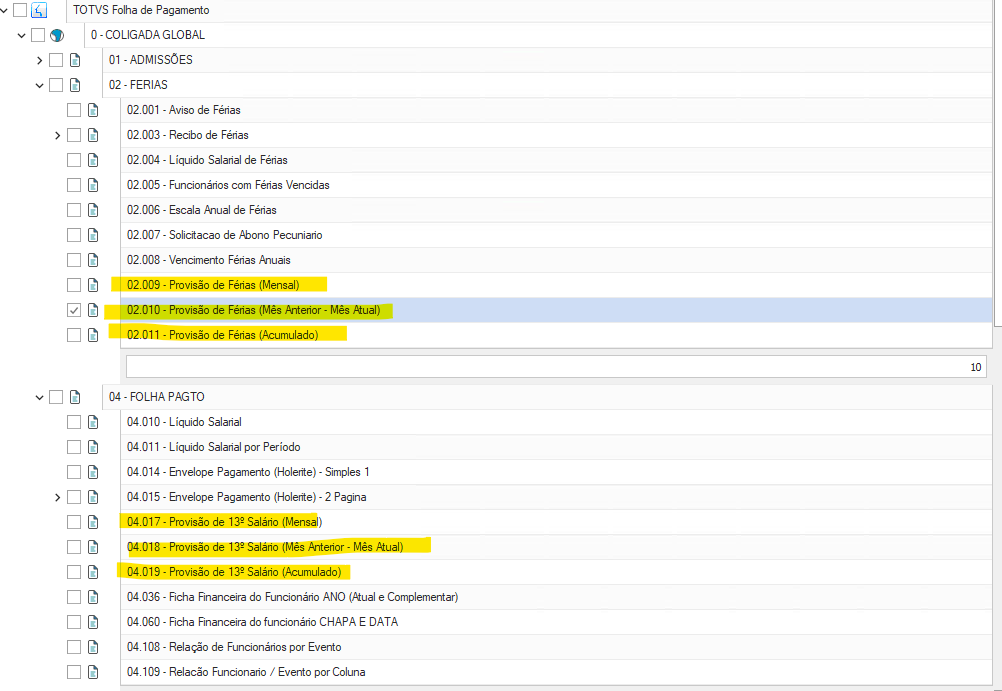 TOTVS Folha de Pagamento
0 - COLIGADA GLOBAL
01 - ADMISSÕES
02 - FERIAS
02.001 - Aviso de Férias
02.003 - Recibo de Férias
02.004 - Líquido Salarial de Férias
02.005 - Funcionários com Férias Vencidas
02.006 - Escala Anual de Férias
02.007 - Solicitacao de Abono Pecuniario
02.008 - Vencimento Férias Anuais
02.009 - Provisão de Férias (Mensal)
02.010 - Provisão de Férias (Mês Anterior - Mês Atual)
02.011 - Provisão de Férias (Acumulado)
10
04 - FOLHA PAGTO
04.010 - Líquido Salarial
04.011 - Líquido Salarial por Período
04.014 - Envelope Pagamento (Holerite) - Simples 1
04.015 - Envelope Pagamento (Holerite) - 2 Pagina
04.017 - Provisão de 13º Salário (Mensal)
04.018 - Provisão de 13º Salário (Mês Anterior - Mês Atual)
04.019 - Provisão de 13º Salário (Acumulado)
04.036 - Ficha Financeira do Funcionário ANO (Atual e Complementar)
04.060 - Ficha Financeira do funcionário CHAPA E DATA
04.108 - Relação de Funcionários por Evento
04.109 - Relacão Funcionario / Evento por Coluna